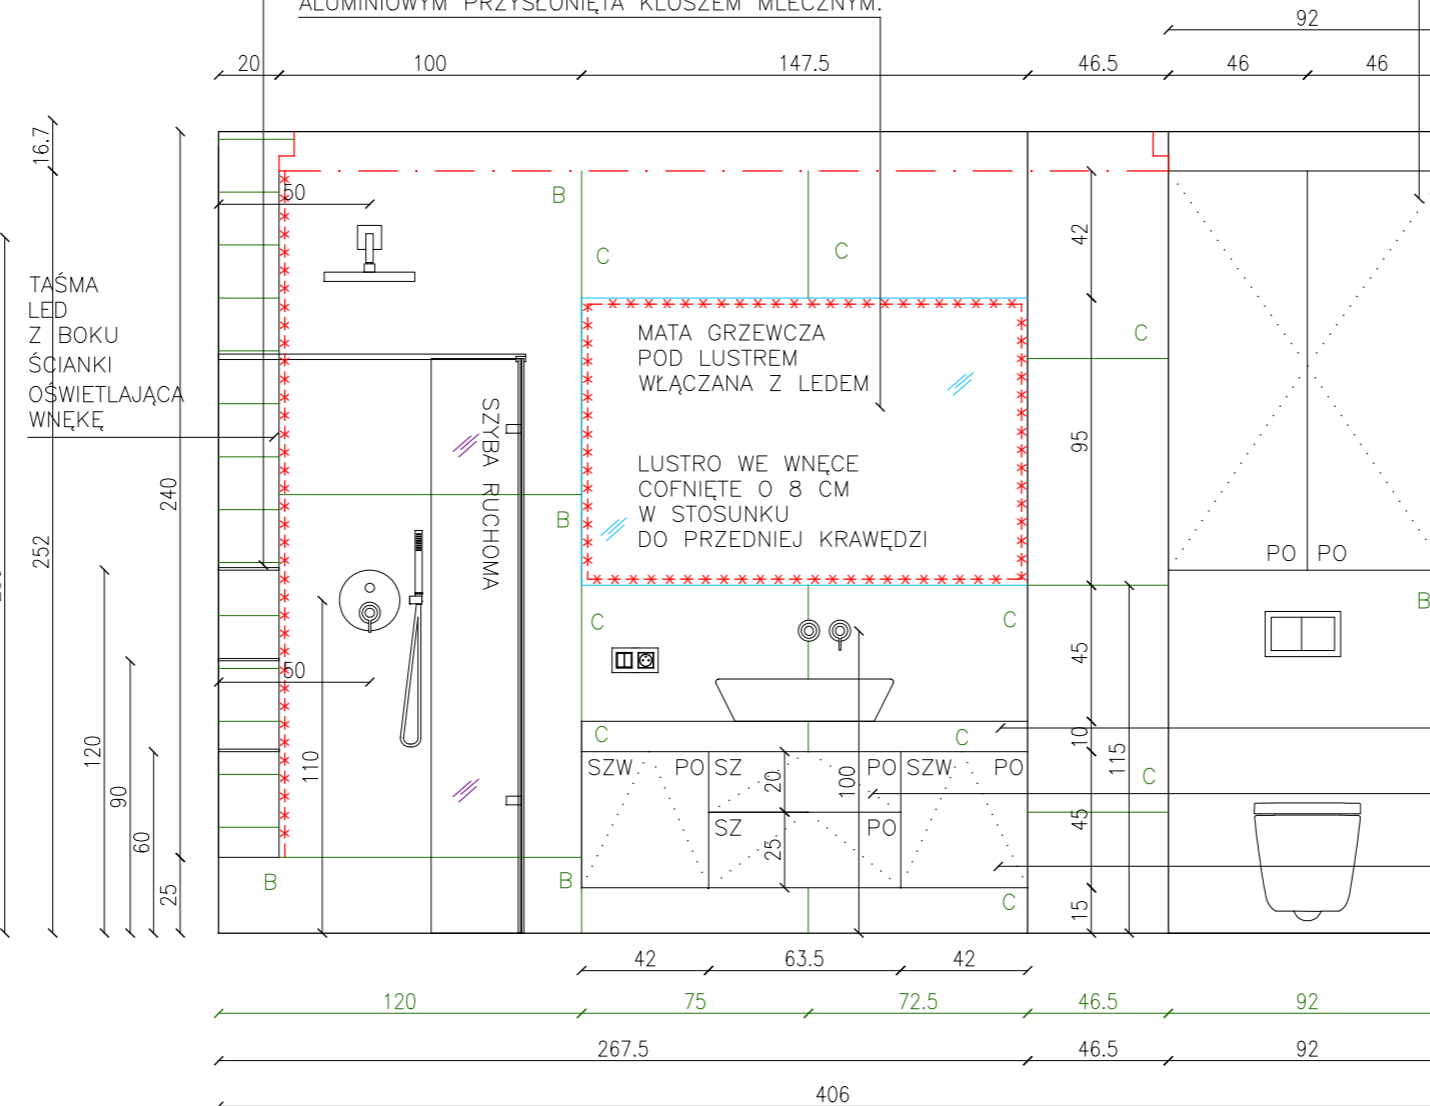 ALUMINIOWYM PRZYSŁONIĘTA KLOSZEM MLECZNYM.
92
20 100 147.5 46.5 46 46
16.7
50
B
C C
42
TAŚMA
LED
Z BOKU
ŚCIANKI
OŚWIETLAJĄCA
WNĘKĘ
MATA GRZEWCZA
POD LUSTREM
WŁĄCZANA Z LEDEM
C
SZYBA RUCHOMA
LUSTRO WE WNĘCE
COFNIĘTE O 8 CM
W STOSUNKU
DO PRZEDNIEJ KRAWĘDZI
95
240
252
B
PO PO
B
C C
45
50
120
90
60
25
110
C C
10
115
C
SZW PO SZ PO SZW PO
20
100
SZ PO
25
45
B B
C
15
42 63.5 42
120 75 72.5 46.5 92
267.5 46.5 92
406